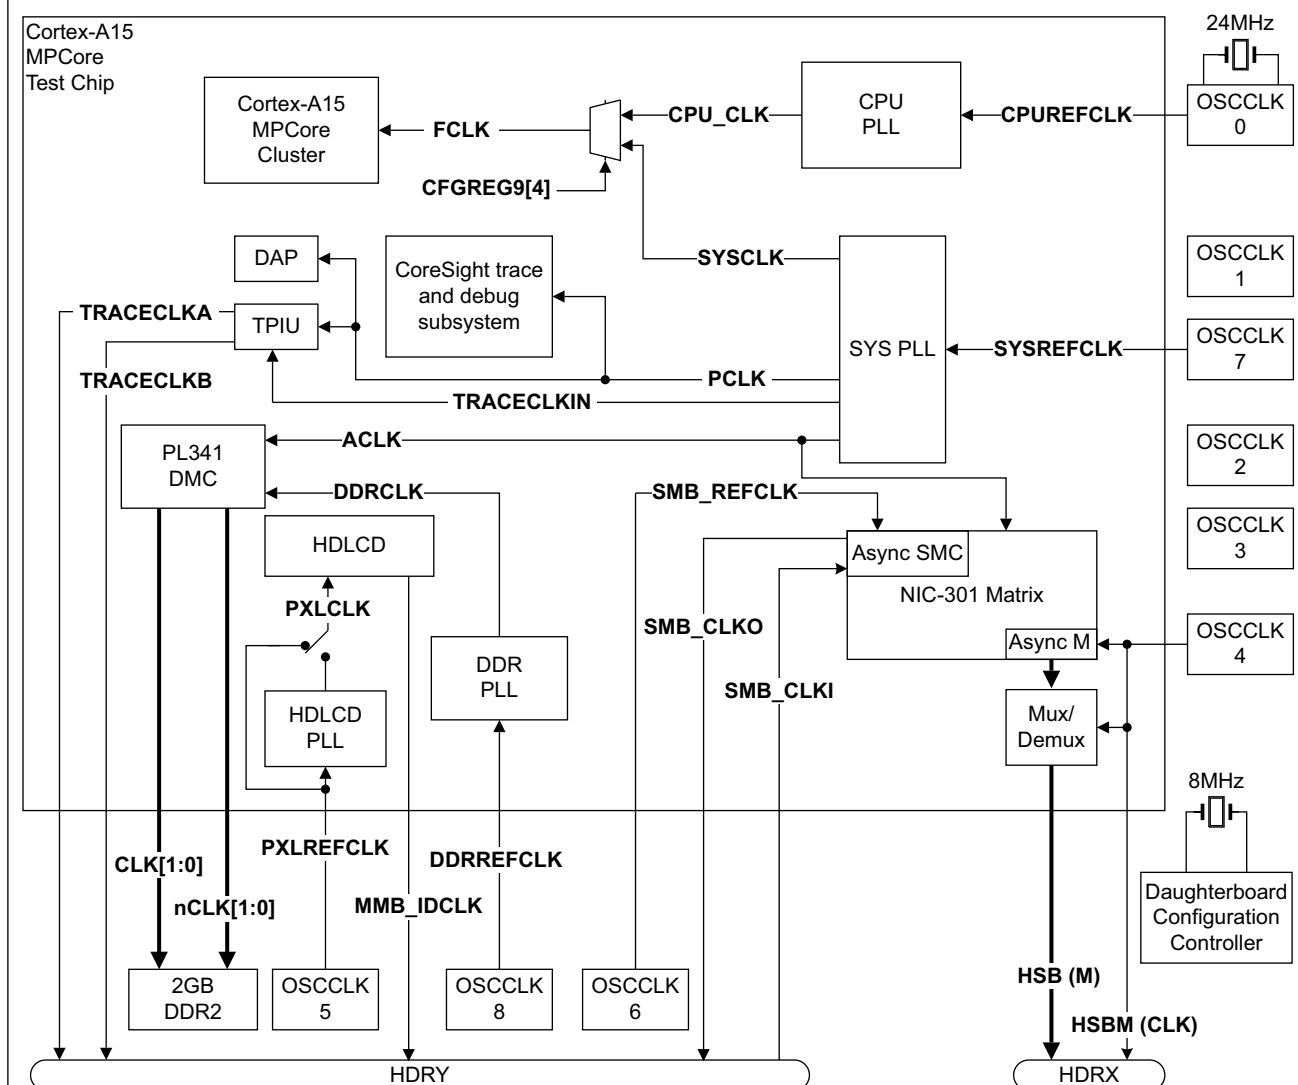 Cortex-A15
MPCore
Test Chip
24MHz
OSCCLK
0
CPUREFCLK
CPU
PLL
CPU_CLK
FCLK
Cortex-A15
MPCore
Cluster
CFGREG9[4]
DAP
CoreSight trace
and debug
subsystem
SYSCLK
SYS PLL
OSCCLK
1
TRACECLKA
TPIU
SYSREFCLK
OSCCLK
7
TRACECLKB
PCLK
TRACECLKIN
PL341
DMC
ACLK
OSCCLK
2
DDRCLK
SMB_REFCLK
HDLCD
Async SMC
NIC-301 Matrix
OSCCLK
3
PXLCLK
SMB_CLKO
Async M
OSCCLK
4
DDR
PLL
SMB_CLKI
HDLCD
PLL
Mux/
Demux
8MHz
PXLREFCLK
DDRREFCLK
CLK[1:0]
nCLK[1:0]
MMB_IDCLK
Daughterboard
Configuration
Controller
2GB
DDR2
OSCCLK
5
OSCCLK
8
OSCCLK
6
HSB (M)
HSBM (CLK)
HDRY
HDRX